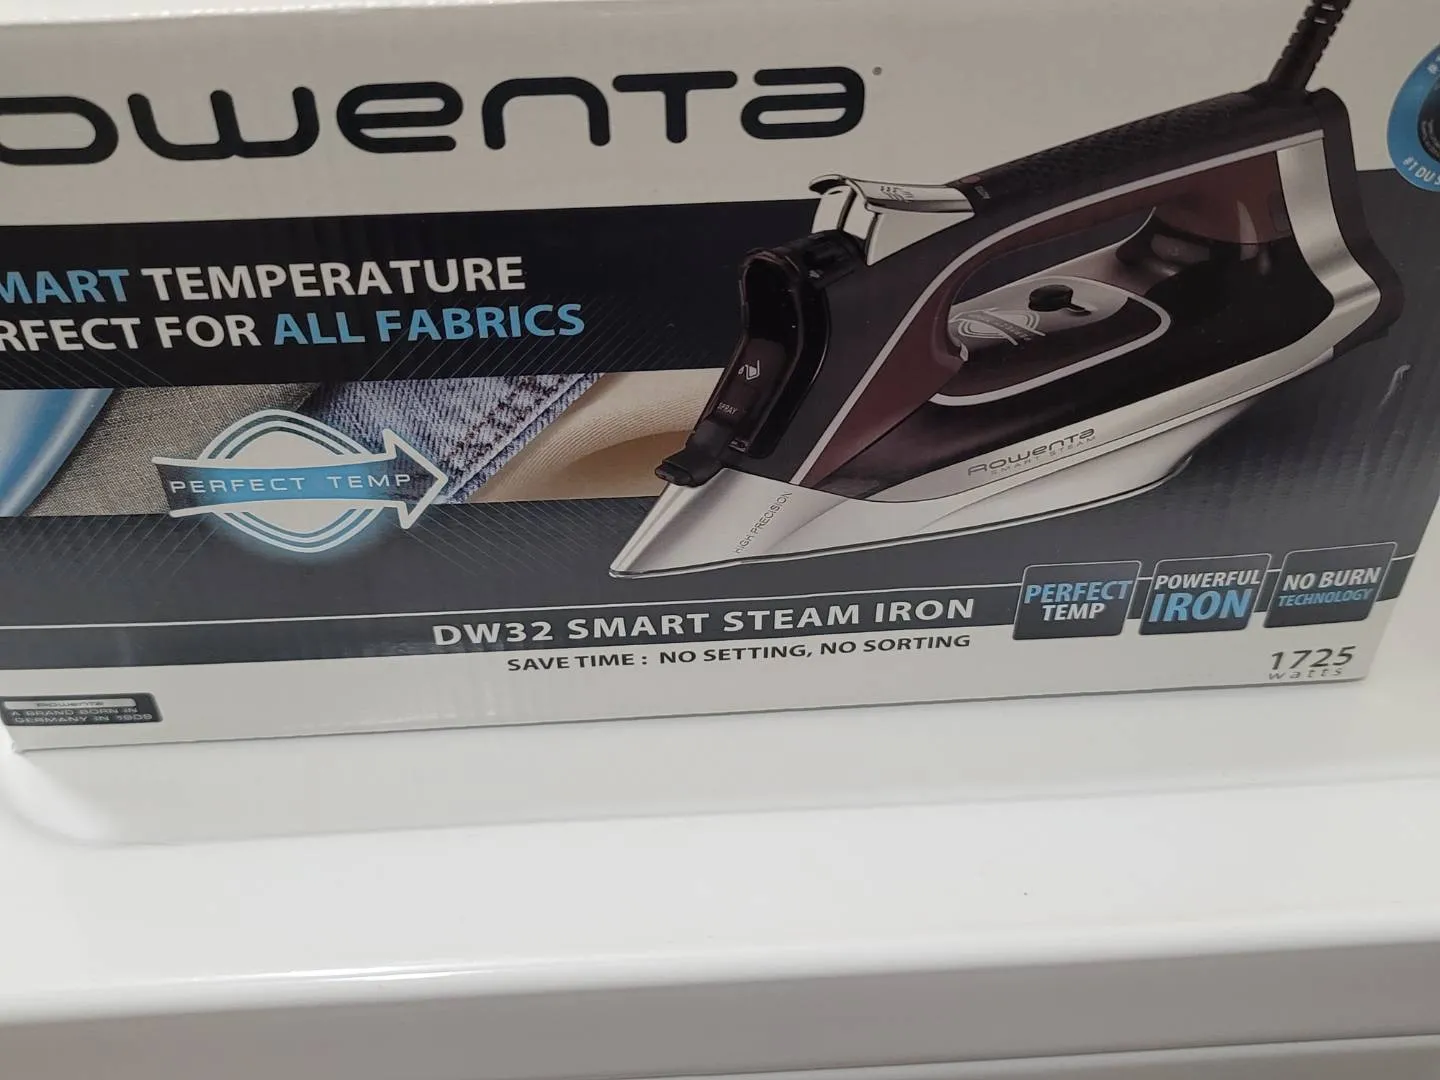 owenta
MART TEMPERATURE
RFECT FOR ALL FABRICS
PERFECT TEMP
SPRAY
HIGH PRECISION
Rowenta
SMART STEAM
DW32 SMART STEAM IRON
SAVE TIME : NO SETTING, NO SORTING
PERFECT
TEMP
POWERFUL
IRON
NO BURN
TECHNOLOGY
1725
watts
Rowenta
A BRAND BORN IN
GERMANY IN 1909
#1 DU S